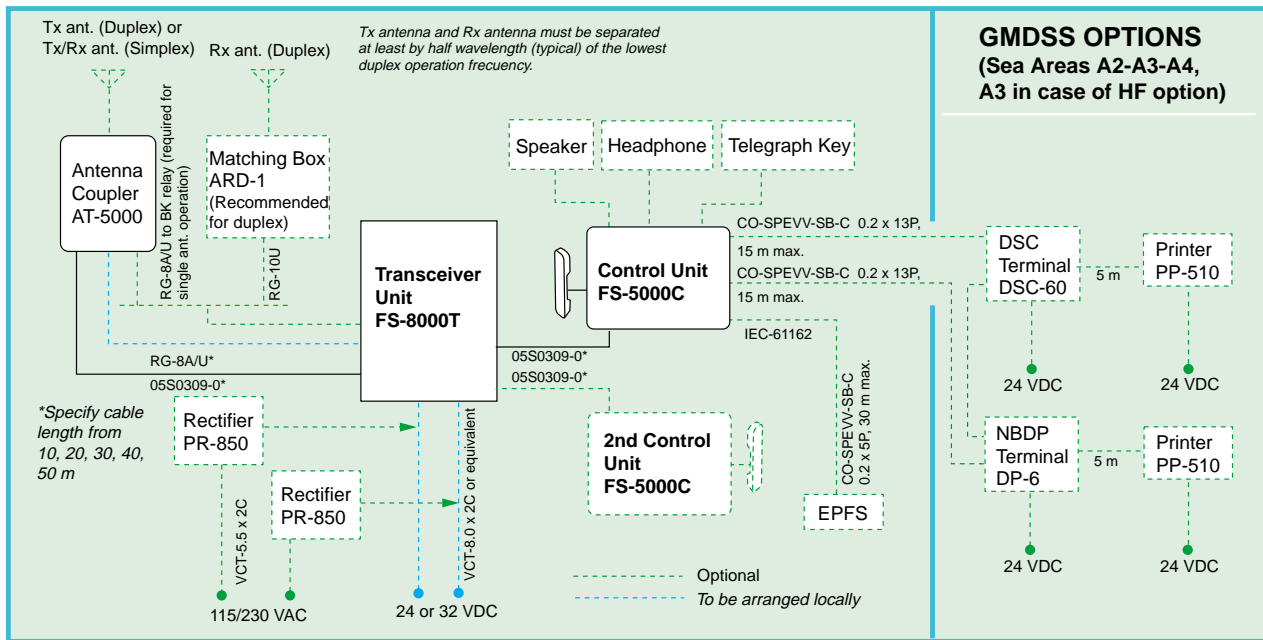 Tx ant. (Duplex) or
Tx/Rx ant. (Simplex)
Rx ant. (Duplex)
Tx antenna and Rx antenna must be separated
at least by half wavelength (typical) of the lowest
duplex operation frecuency.
GMDSS OPTIONS
(Sea Areas A2-A3-A4,
A3 in case of HF option)
Antenna
Coupler
AT-5000
RG-8A/U to BK relay (required for
single ant. operation)
Matching Box
ARD-1
(Recommended
for duplex)
RG-10U
Speaker
Headphone
Telegraph Key
Transceiver
Unit
FS-8000T
Control Unit
FS-5000C
CO-SPEVV-SB-C 0.2 x 13P,
15 m max.
CO-SPEVV-SB-C 0.2 x 13P,
15 m max.
IEC-61162
DSC
Terminal
DSC-60
5 m
Printer
PP-510
24 VDC
24 VDC
RG-8A/U*
05S0309-0*
05S0309-0*
05S0309-0*
*Specify cable
length from
10, 20, 30, 40,
50 m
Rectifier
PR-850
Rectifier
PR-850
VCT-5.5 x 2C
VCT-8.0 x 2C or equivalent
2nd Control
Unit
FS-5000C
CO-SPEVV-SB-C
0.2 x 5P, 30 m max.
EPFS
NBDP
Terminal
DP-6
5 m
Printer
PP-510
24 VDC
24 VDC
115/230 VAC
24 or 32 VDC
Optional
To be arranged locally